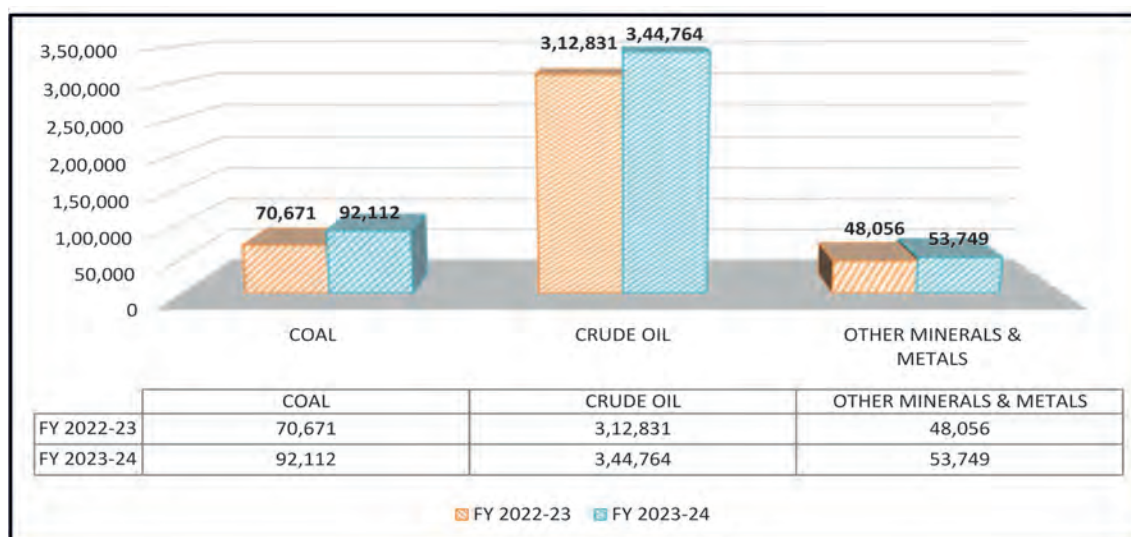 3,50,000
3,00,000
2,50,000
2,00,000
1,50,000
1,00,000
50,000
0
70,671
92,112
3,12,831
3,44,764
48,056
53,749
COAL
CRUDE OIL
OTHER MINERALS &
METALS
COAL CRUDE OIL OTHER MINERALS & METALS
FY 2022-23 70,671 3,12,831 48,056
FY 2023-24 92,112 3,44,764 53,749
FY 2022-23 FY 2023-24